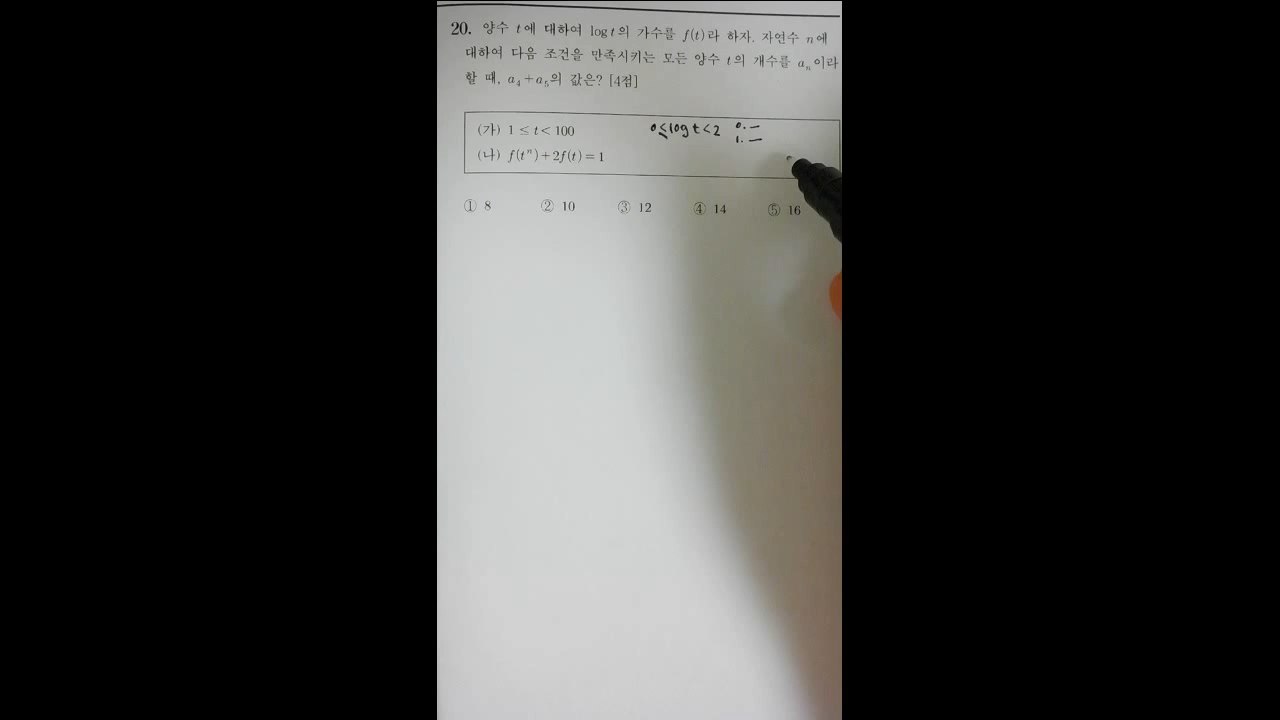 20. 양수 t에 대하여 log t의 가수를 f(t)라 하자. 자연수 n에
대하여 다음 조건을 만족시키는 모든 양수 t의 개수를 aₙ이라
할 때, a₄+a₅의 값은? [4점]
(가) 1 ≤ t < 100
0≤log t<2 0.—
1.—
(나) f(tⁿ)+2f(t)=1
① 8 ② 10 ③ 12 ④ 14 ⑤ 16